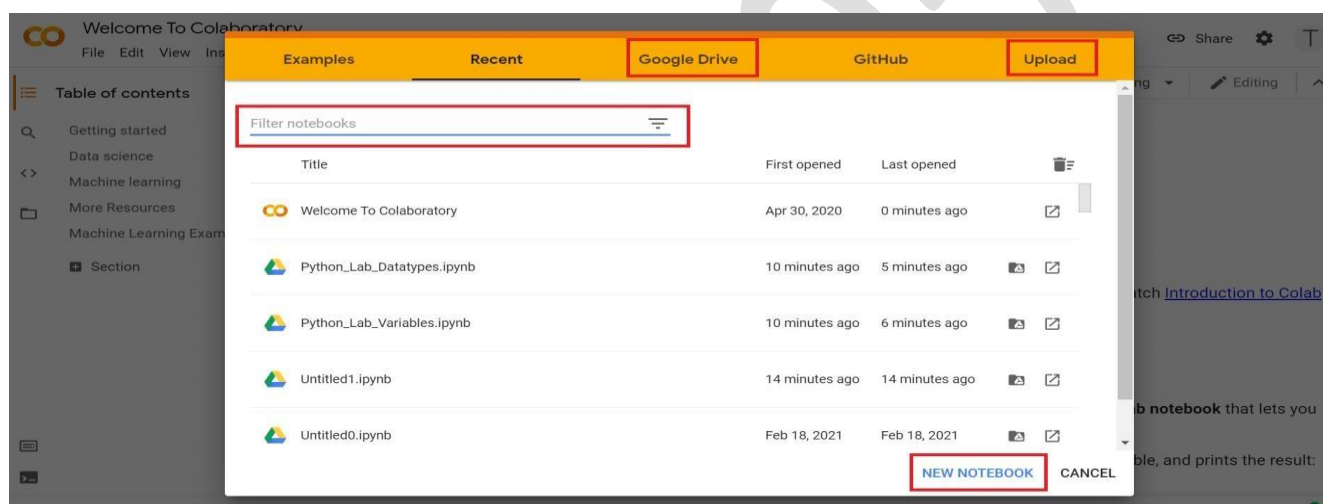 Welcome To Colaboratory
File Edit View Ins
Share
T
Examples Recent Google Drive GitHub Upload
Table of contents
Editing
Filter notebooks
Getting started
Data science
Title First opened Last opened
Machine learning
More Resources
Welcome To Colaboratory Apr 30, 2020 0 minutes ago
Machine Learning Exam
Section
Python_Lab_Datatypes.ipynb 10 minutes ago 5 minutes ago
Introduction to Colab
Python_Lab_Variables.ipynb 10 minutes ago 6 minutes ago
Untitled1.ipynb 14 minutes ago 14 minutes ago
notebook that lets you
Untitled0.ipynb Feb 18, 2021 Feb 18, 2021
ble, and prints the result:
NEW NOTEBOOK CANCEL